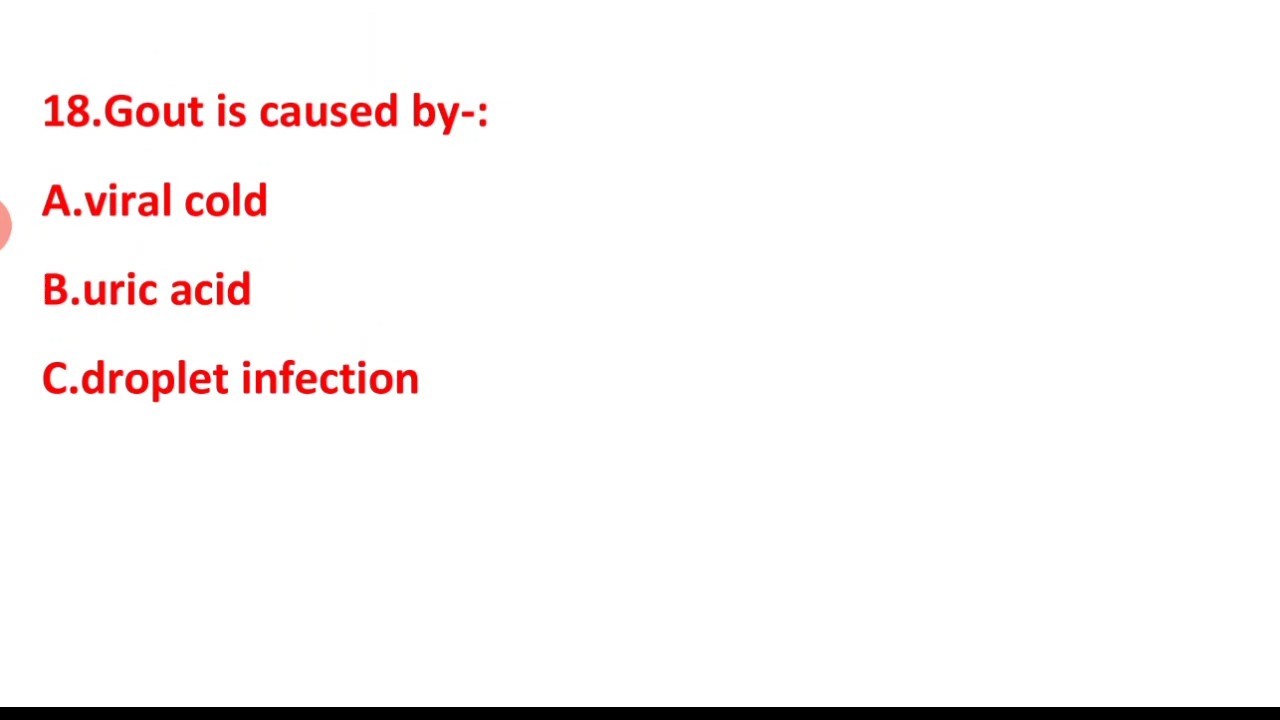 18.Gout is caused by-:
A.viral cold
B.uric acid
C.droplet infection